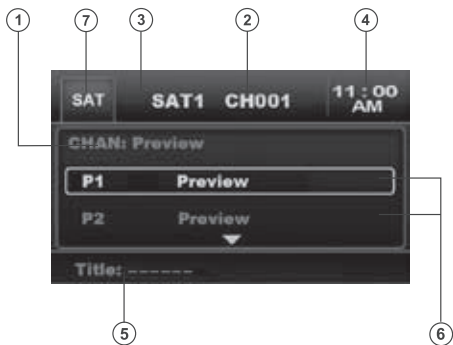 1 7 3 2 4
SAT SAT1 CH001 11:00 AM
CHAN: Preview
P1 Preview
P2 Preview
Title: ------
5 6